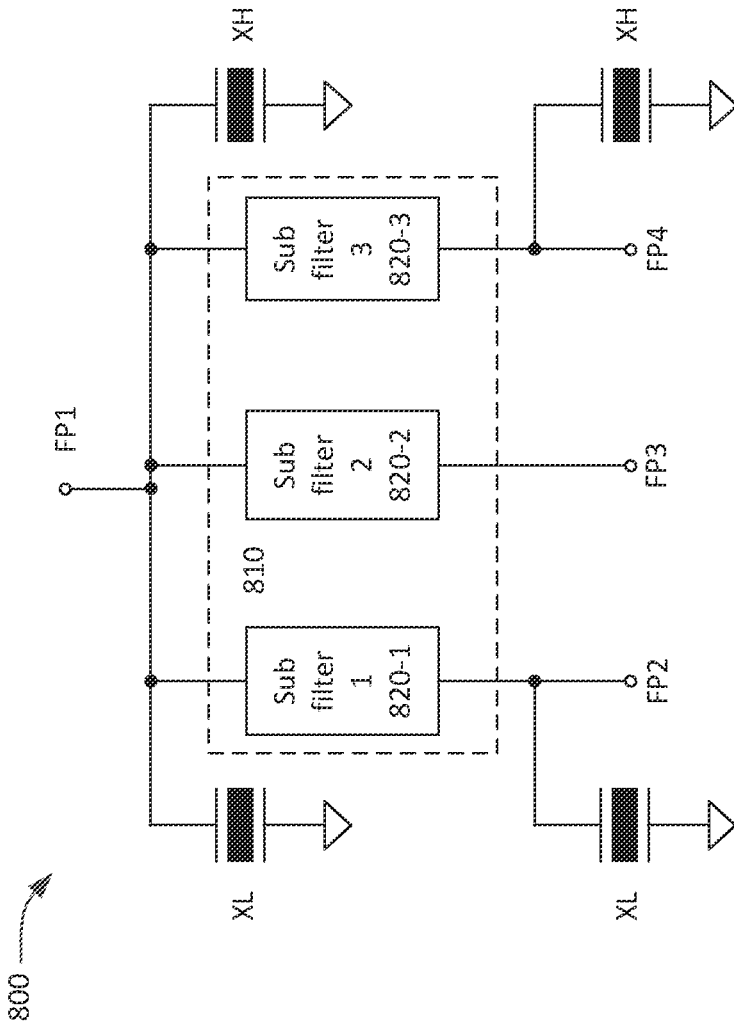 800
FP1
XL
XH
810
Sub
filter
1
820-1
Sub
filter
2
820-2
Sub
filter
3
820-3
XL
FP2
FP3
FP4
XH